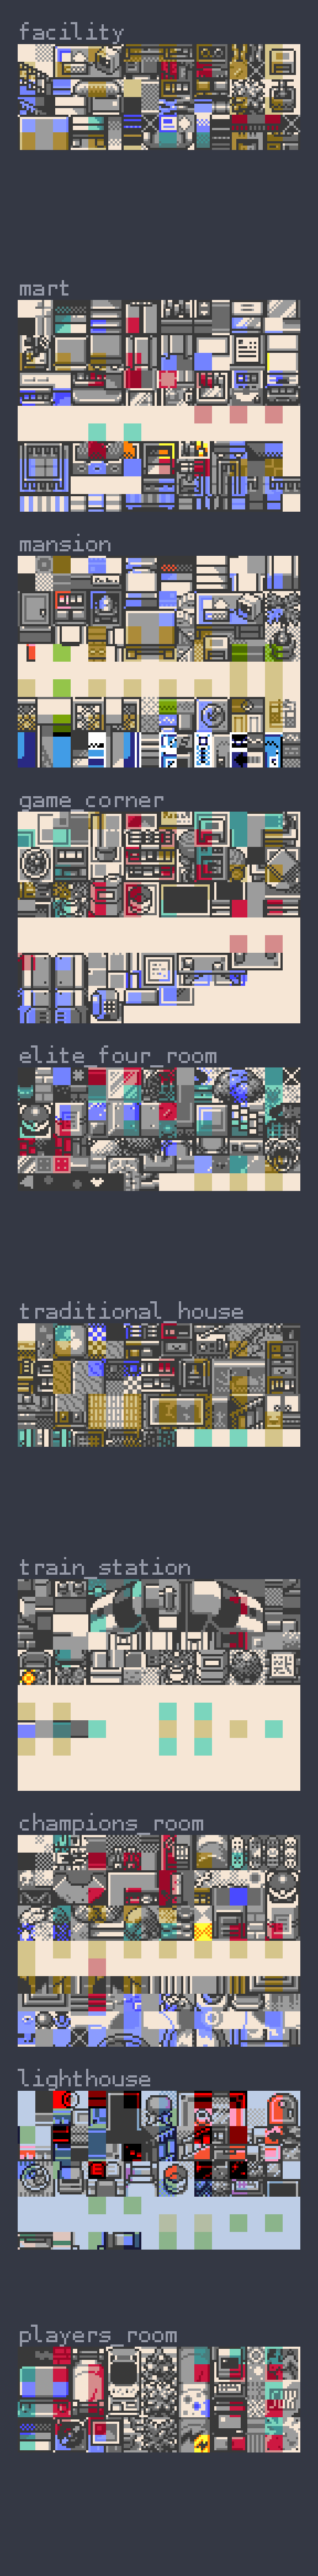 facility
mart
mansion
game_corner
elite_four_room
traditional_house
train_station
champions_room
lighthouse
players_room